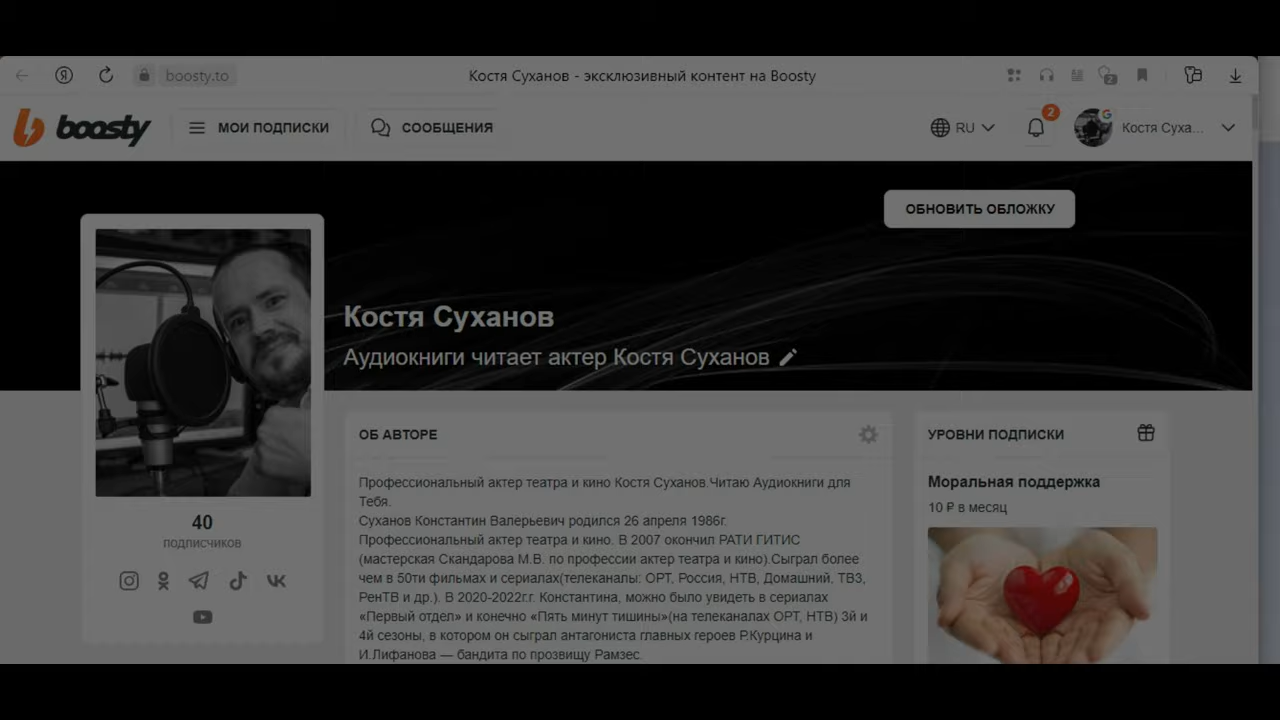 boosty.to
Костя Суханов - эксклюзивный контент на Boosty
2
boosty
МОИ ПОДПИСКИ
СООБЩЕНИЯ
RU
2
Костя Суха...
ОБНОВИТЬ ОБЛОЖКУ
Костя Суханов
Аудиокниги читает актер Костя Суханов
40
подписчиков
ОБ АВТОРЕ
Профессиональный актер театра и кино Костя Суханов.Читаю Аудиокниги для
Тебя.
Суханов Константин Валерьевич родился 26 апреля 1986г.
Профессиональный актер театра и кино. В 2007 окончил РАТИ ГИТИС
(мастерская Скандарова М.В. по профессии актер театра и кино).Сыграл более
чем в 50ти фильмах и сериалах(телеканалы: ОРТ, Россия, НТВ, Домашний, ТВ3,
РенТВ и др.). В 2020-2022г.г. Константина, можно было увидеть в сериалах
«Первый отдел» и конечно «Пять минут тишины»(на телеканалах ОРТ, НТВ) 3й и
4й сезоны, в котором он сыграл антагониста главных героев Р.Курцина и
И.Лифанова — бандита по прозвищу Рамзес.
УРОВНИ ПОДПИСКИ
Моральная поддержка
10 ₽ в месяц